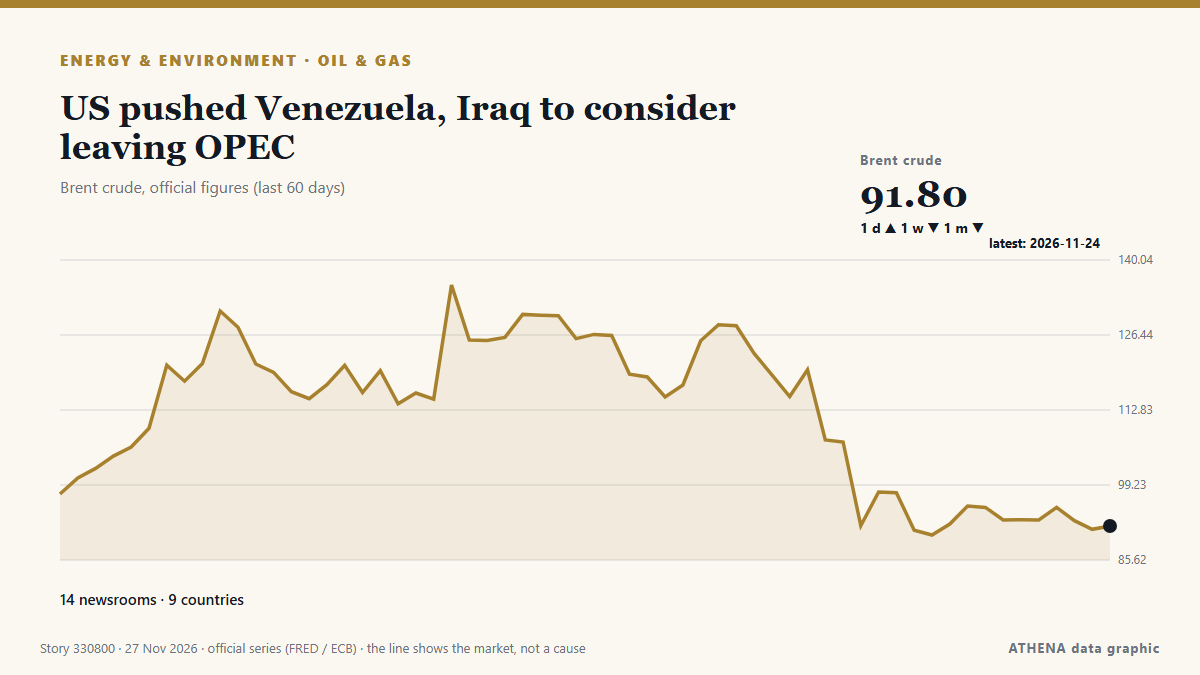 ENERGY & ENVIRONMENT · OIL & GAS
US pushed Venezuela, Iraq to consider
leaving OPEC
Brent crude, official figures (last 60 days)
Brent crude
91.80
1 d ▲ 1 w ▼ 1 m ▼
latest: 2026-11-24
140.04
126.44
112.83
99.23
85.62
14 newsrooms · 9 countries
Story 330800 · 27 Nov 2026 · official series (FRED / ECB) · the line shows the market, not a cause
ATHENA data graphic